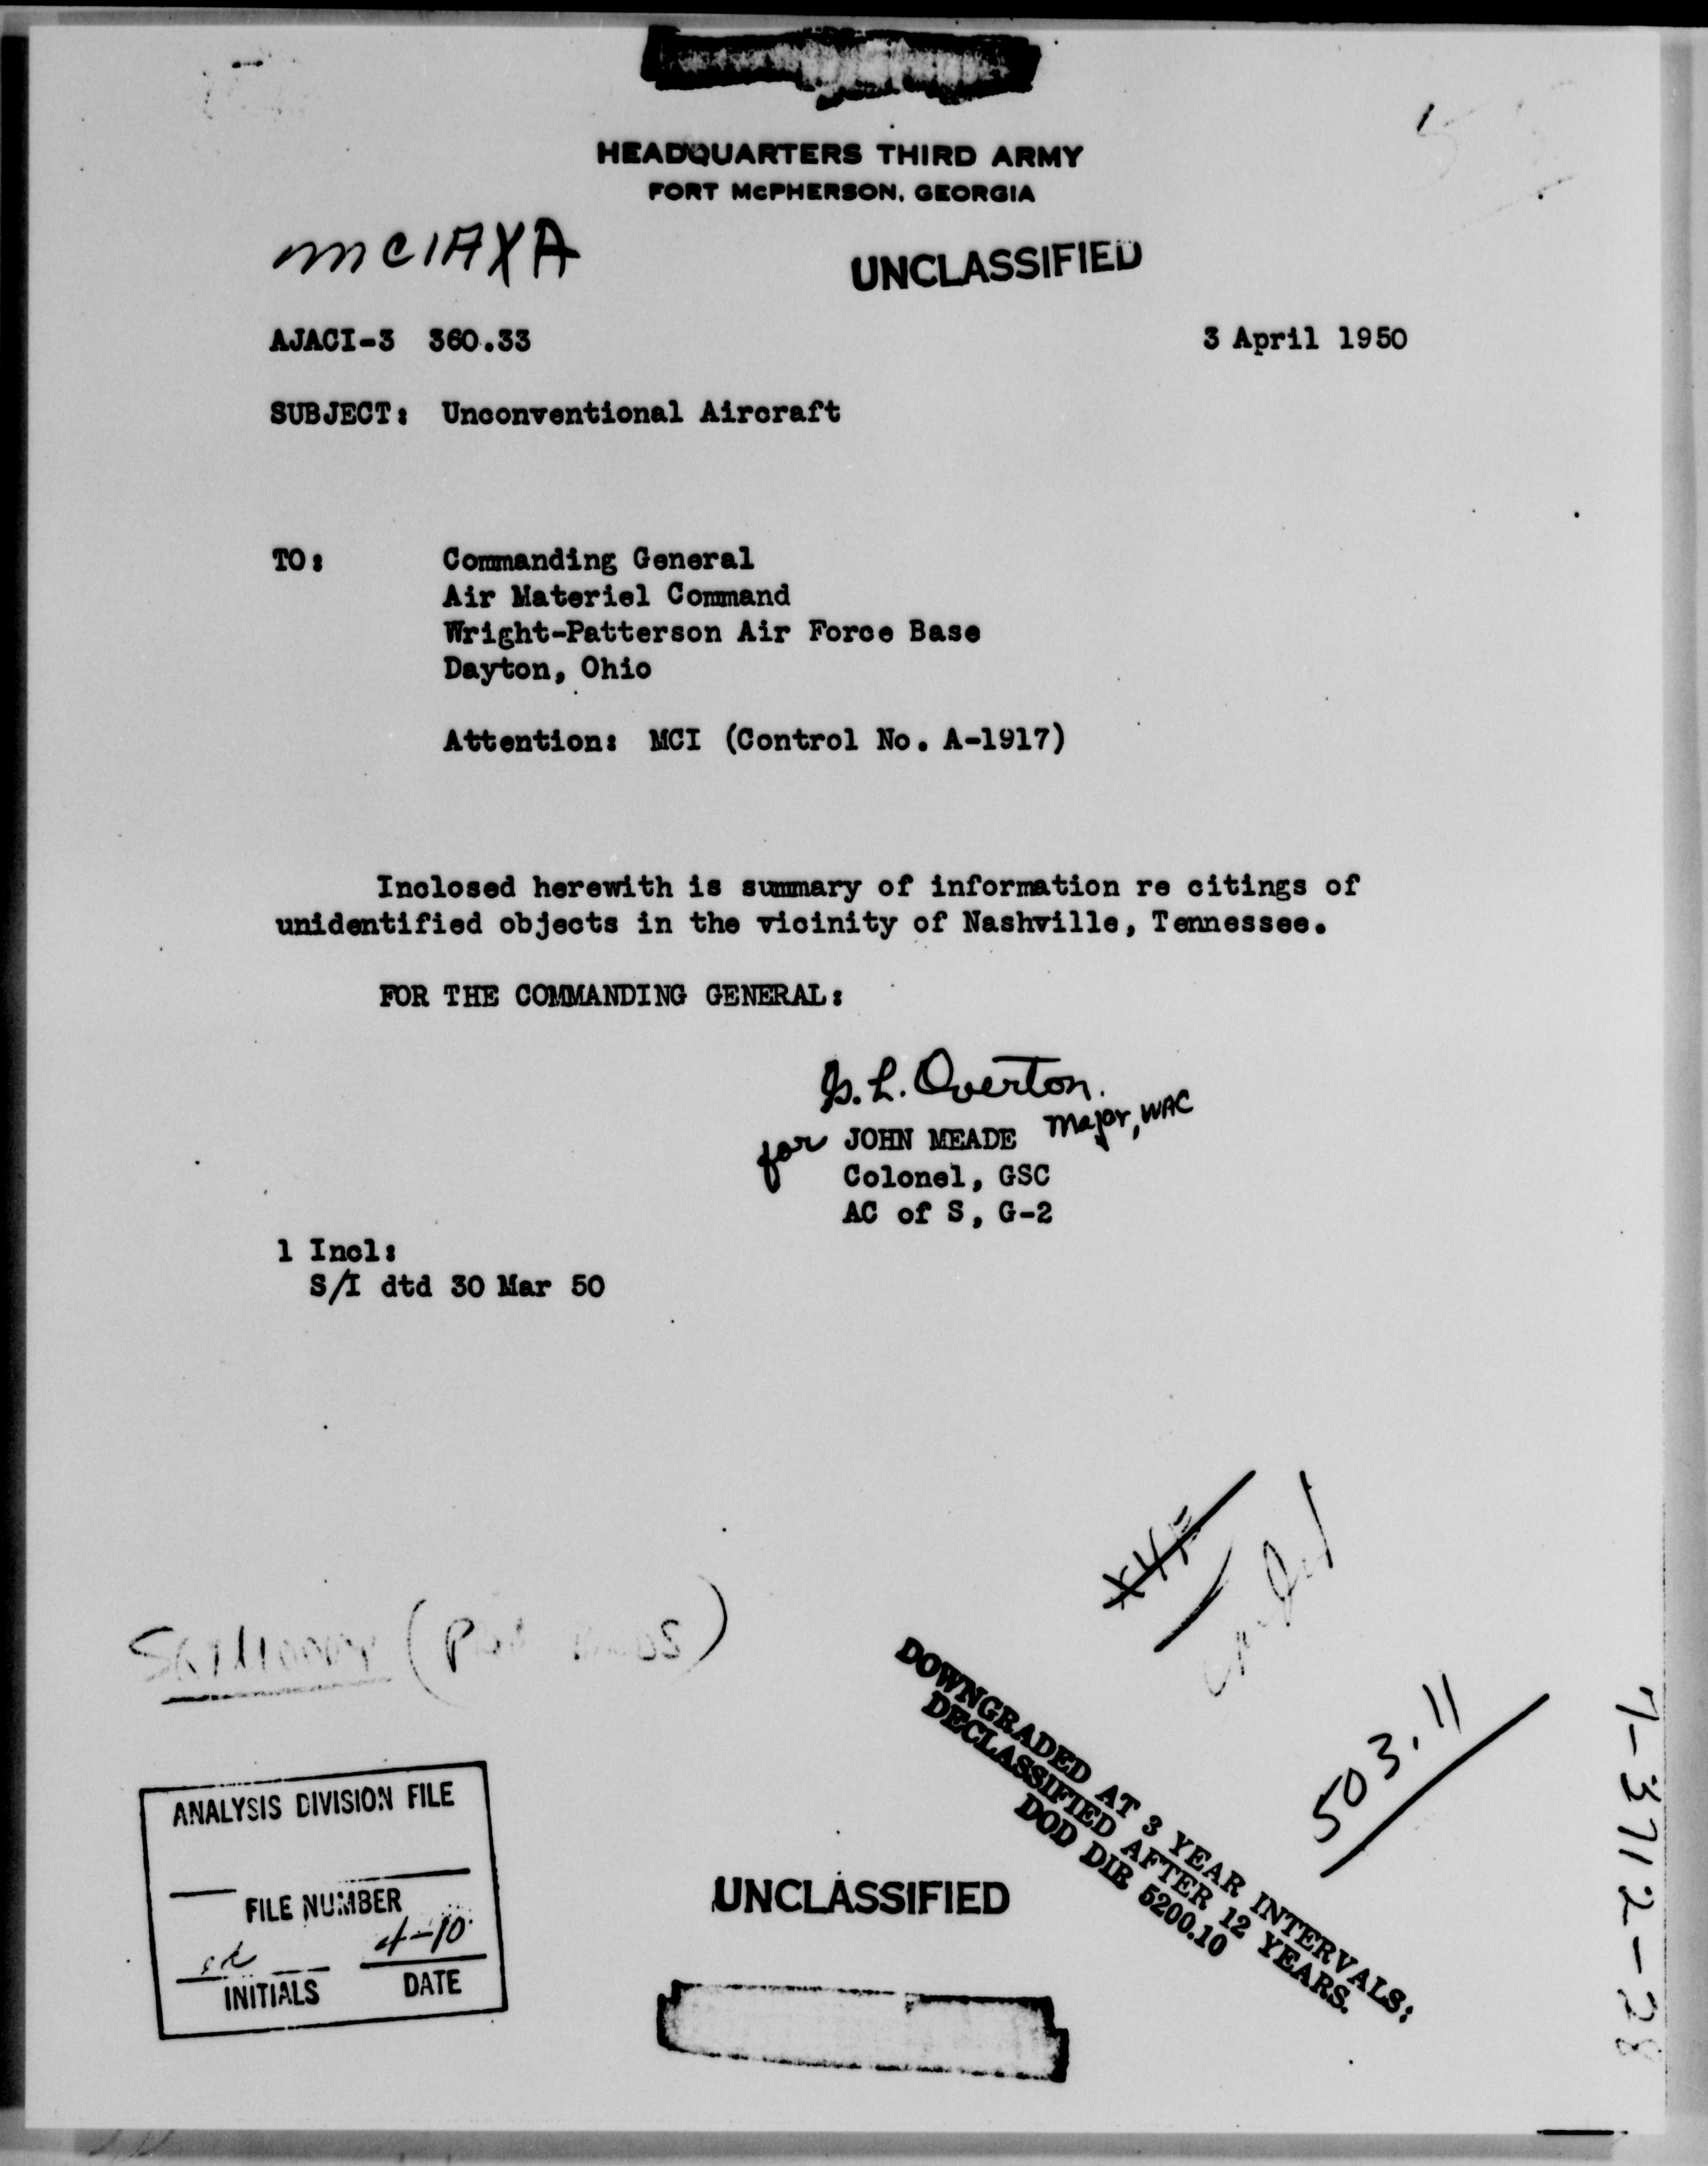 HEADQUARTERS THIRD ARMY
FORT McPHERSON, GEORGIA
MCIAXA
UNCLASSIFIED
AJACI-3 360.33
3 April 1950
SUBJECT: Unconventional Aircraft
TO: Commanding General
Air Materiel Command
Wright-Patterson Air Force Base
Dayton, Ohio
Attention: MCI (Control No. A-1917)
Inclosed herewith is summary of information re citings of
unidentified objects in the vicinity of Nashville, Tennessee.
FOR THE COMMANDING GENERAL:
L. Overton.
Major, WAC
for JOHN MEADE
Colonel, GSC
AC of S, G-2
1 Incl:
S/I dtd 30 Mar 50
DOWNGRADED AT 3 YEAR INTERVALS;
DECLASSIFIED AFTER 12 YEARS.
DOD DIR 5200.10
503.11
7-3712-28
ANALYSIS DIVISION FILE
FILE NUMBER
4-10
INITIALS DATE
UNCLASSIFIED